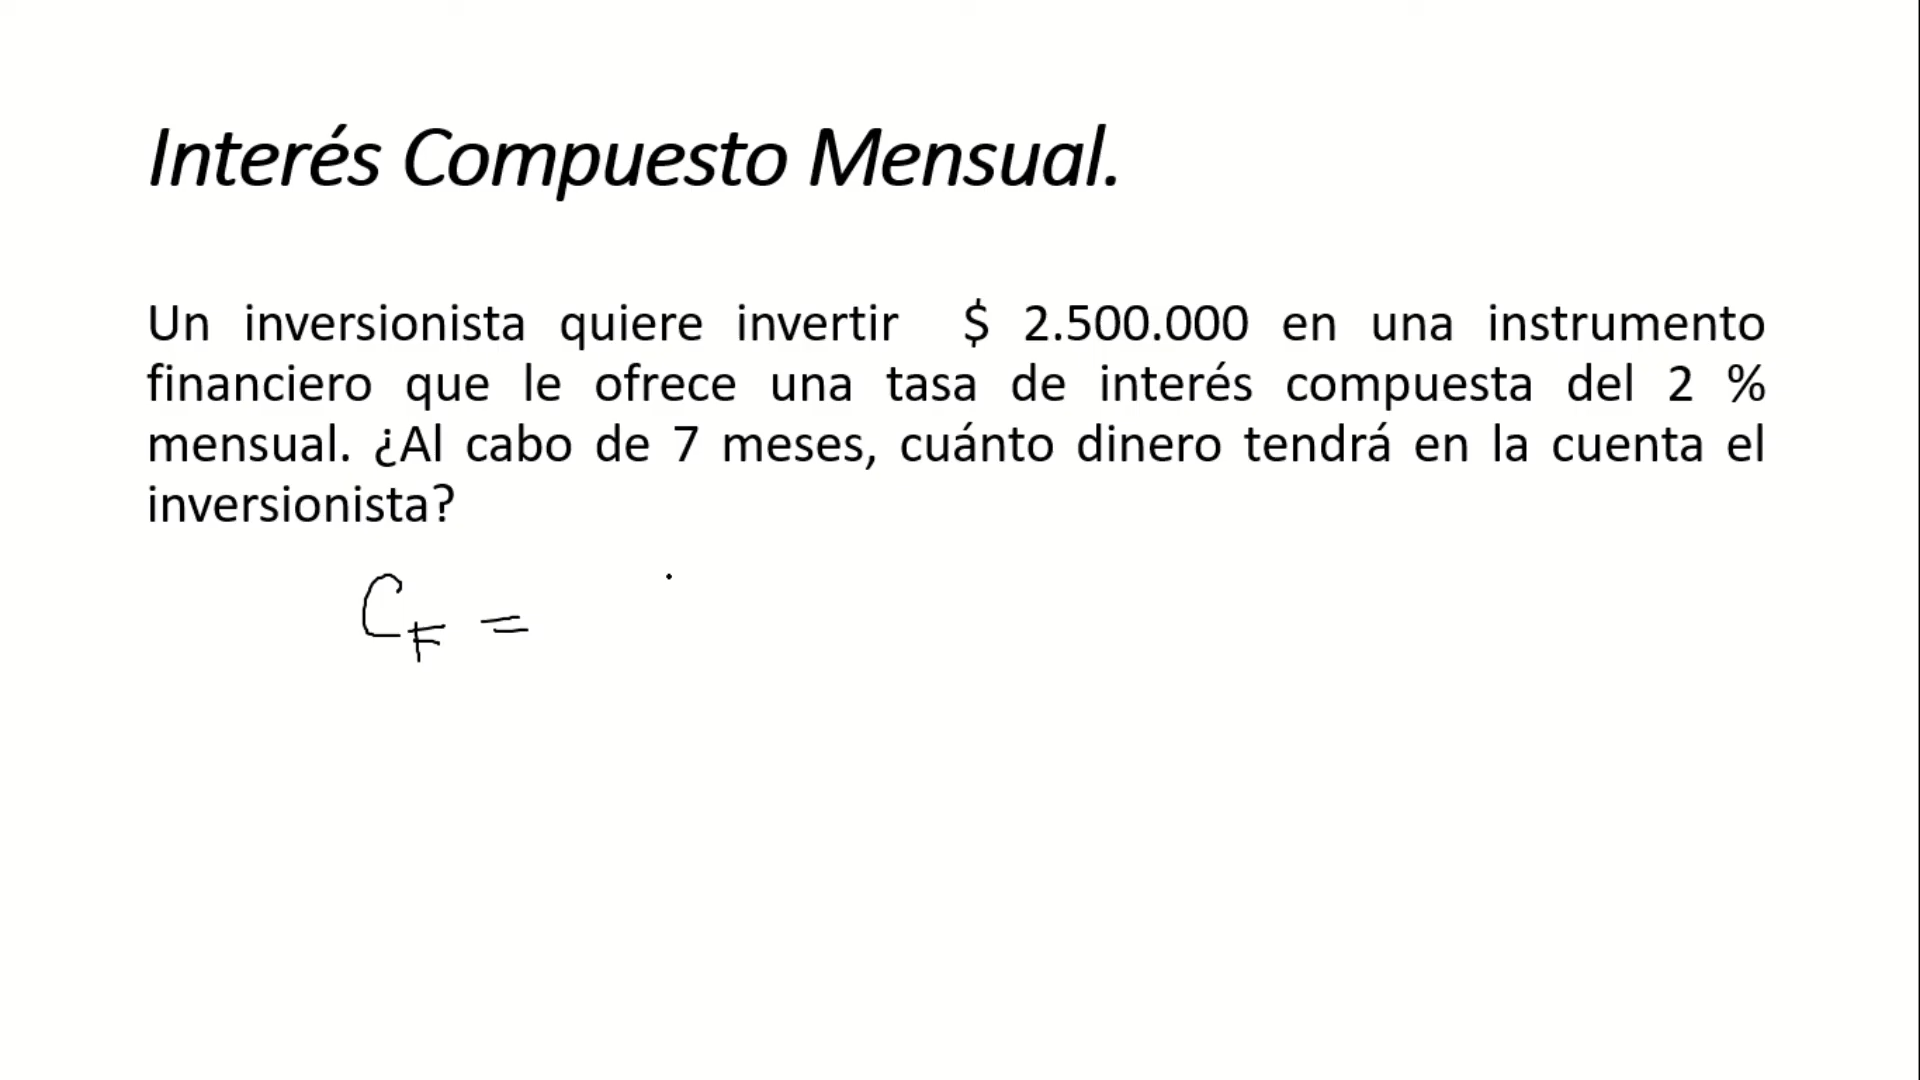 Interés Compuesto Mensual.
Un inversionista quiere invertir $ 2.500.000 en una instrumento
financiero que le ofrece una tasa de interés compuesta del 2 %
mensual. ¿Al cabo de 7 meses, cuánto dinero tendrá en la cuenta el
inversionista?
C_F =